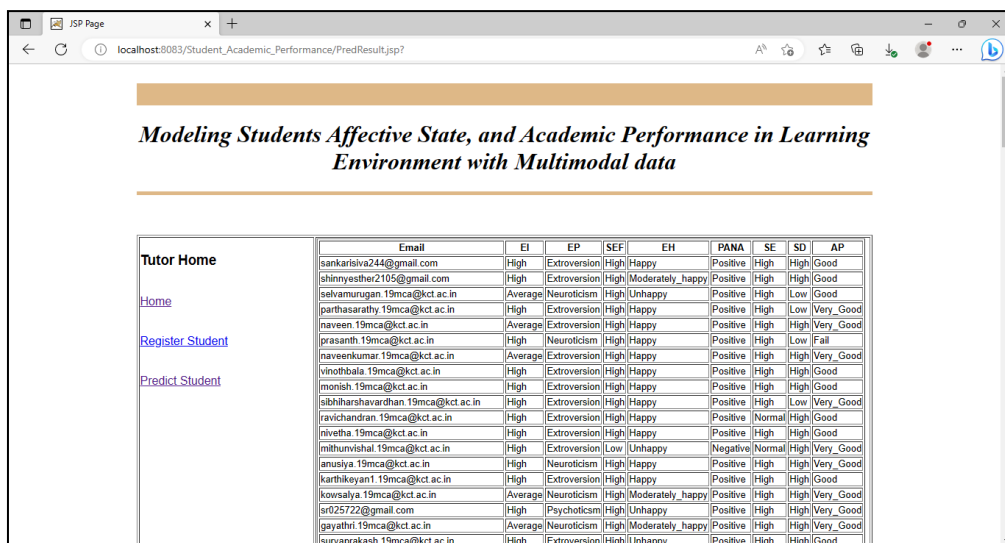 JSP Page
localhost:8083/Student_Academic_Performance/PredResult.jsp?
Modeling Students Affective State, and Academic Performance in Learning
Environment with Multimodal data
Tutor Home
Home
Register Student
Predict Student
Email EI EP SEF EH PANA SE SD AP
sankarisiva244@gmail.com High Extroversion High Happy Positive High High Good
shinnyesther2105@gmail.com High Extroversion High Moderately_happy Positive High High Good
selvamurugan.19mca@kct.ac.in Average Neuroticism High Unhappy Positive High Low Good
parthasarathy.19mca@kct.ac.in High Extroversion High Happy Positive High Low Very_Good
naveen.19mca@kct.ac.in Average Extroversion High Happy Positive High High Very_Good
prasanth.19mca@kct.ac.in High Neuroticism High Happy Positive High Low Fail
naveenkumar.19mca@kct.ac.in Average Extroversion High Happy Positive High High Very_Good
vinothbala.19mca@kct.ac.in High Extroversion High Happy Positive High High Good
monish.19mca@kct.ac.in High Extroversion High Happy Positive High High Good
sibhiharshavardhan.19mca@kct.ac.in High Extroversion High Happy Positive High Low Very_Good
ravichandran.19mca@kct.ac.in High Extroversion High Happy Positive Normal High Good
nivetha.19mca@kct.ac.in High Extroversion High Happy Positive High High Good
mithunvishal.19mca@kct.ac.in High Extroversion Low Unhappy Negative Normal High Very_Good
anusiya.19mca@kct.ac.in High Neuroticism High Happy Positive High High Very_Good
karthikeyan1.19mca@kct.ac.in High Extroversion High Happy Positive High High Good
kowsalya.19mca@kct.ac.in Average Neuroticism High Moderately_happy Positive High High Very_Good
sr025722@gmail.com High Psychoticsm High Unhappy Positive High High Very_Good
gayathri.19mca@kct.ac.in Average Neuroticism High Moderately_happy Positive High High Very_Good
suryaprakash.19mca@kct.ac.in High Extroversion High Unhappy Positive High High Good